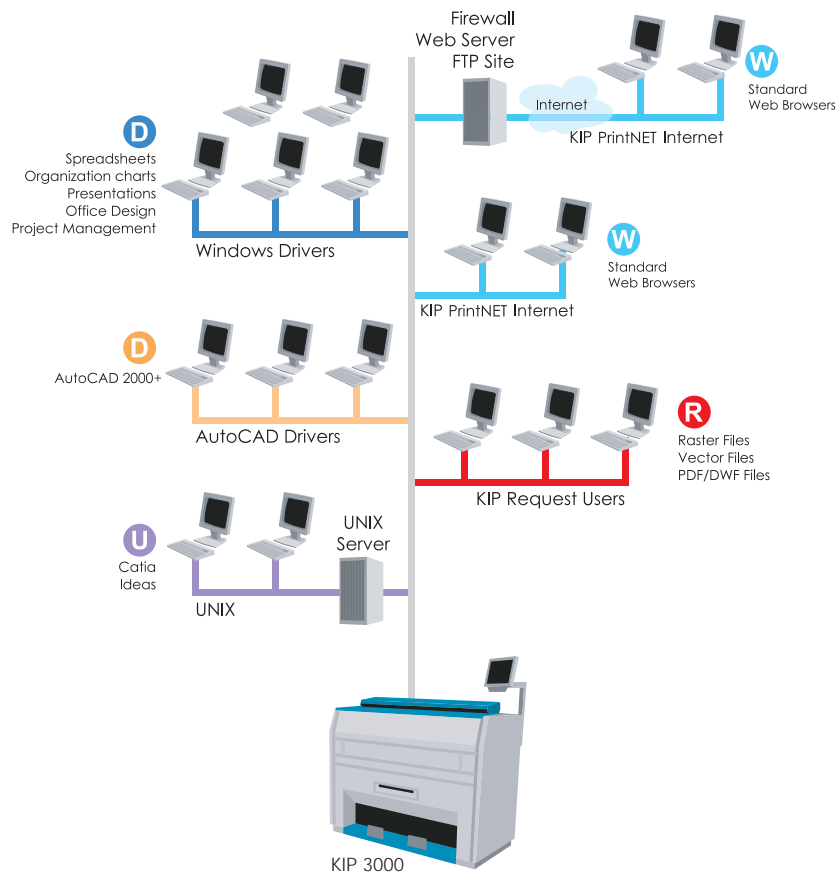 Firewall
Web Server
FTP Site
Internet
W
Standard
Web Browsers
KIP PrintNET Internet
D
Spreadsheets
Organization charts
Presentations
Office Design
Project Management
Windows Drivers
W
Standard
Web Browsers
KIP PrintNET Internet
D
AutoCAD 2000+
AutoCAD Drivers
R
Raster Files
Vector Files
PDF/DWF Files
KIP Request Users
U
Catia
Ideas
UNIX
Server
UNIX
KIP 3000